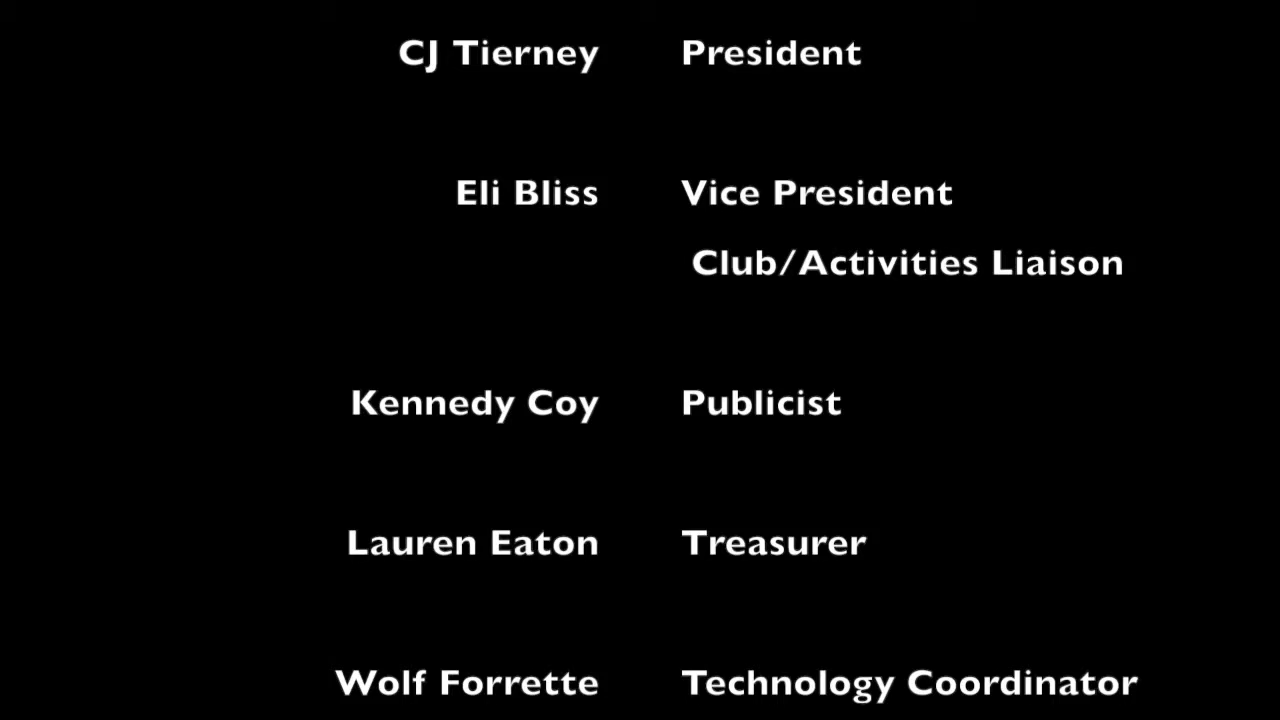 CJ Tierney President
Eli Bliss Vice President
Club/Activities Liaison
Kennedy Coy Publicist
Lauren Eaton Treasurer
Wolf Forrette Technology Coordinator